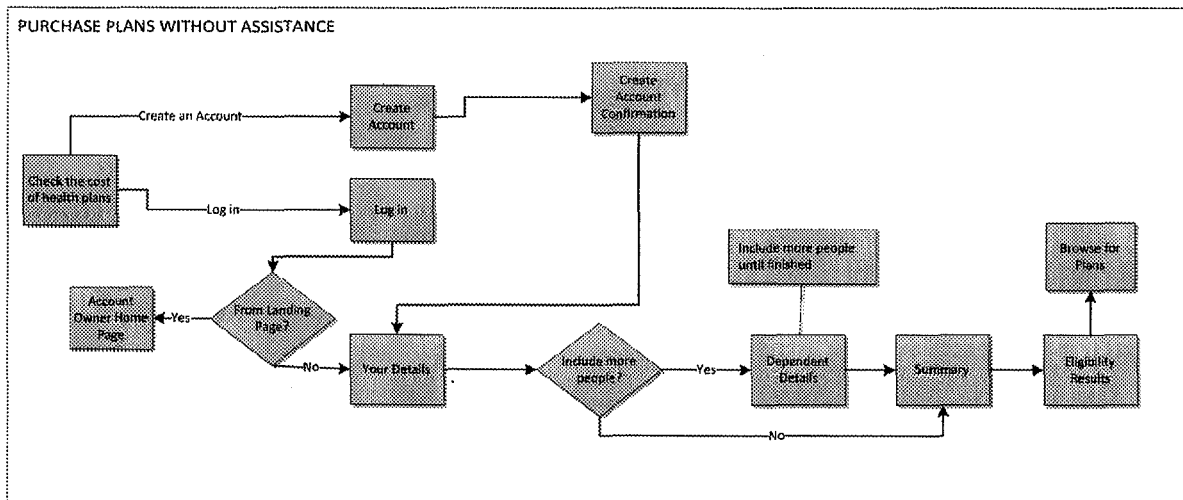 PURCHASE PLANS WITHOUT ASSISTANCE
Create
Account
Confirmation
Create an Account
Create
Account
Check the cost
of health plans
Log in
Log in
Include more people
until finished
Browse for
Plans
Account
Owner Home
Page
Yes
From Landing
Page?
No
Your Details
Include more
people?
Yes
Dependent
Details
Summary
Eligibility
Results
No